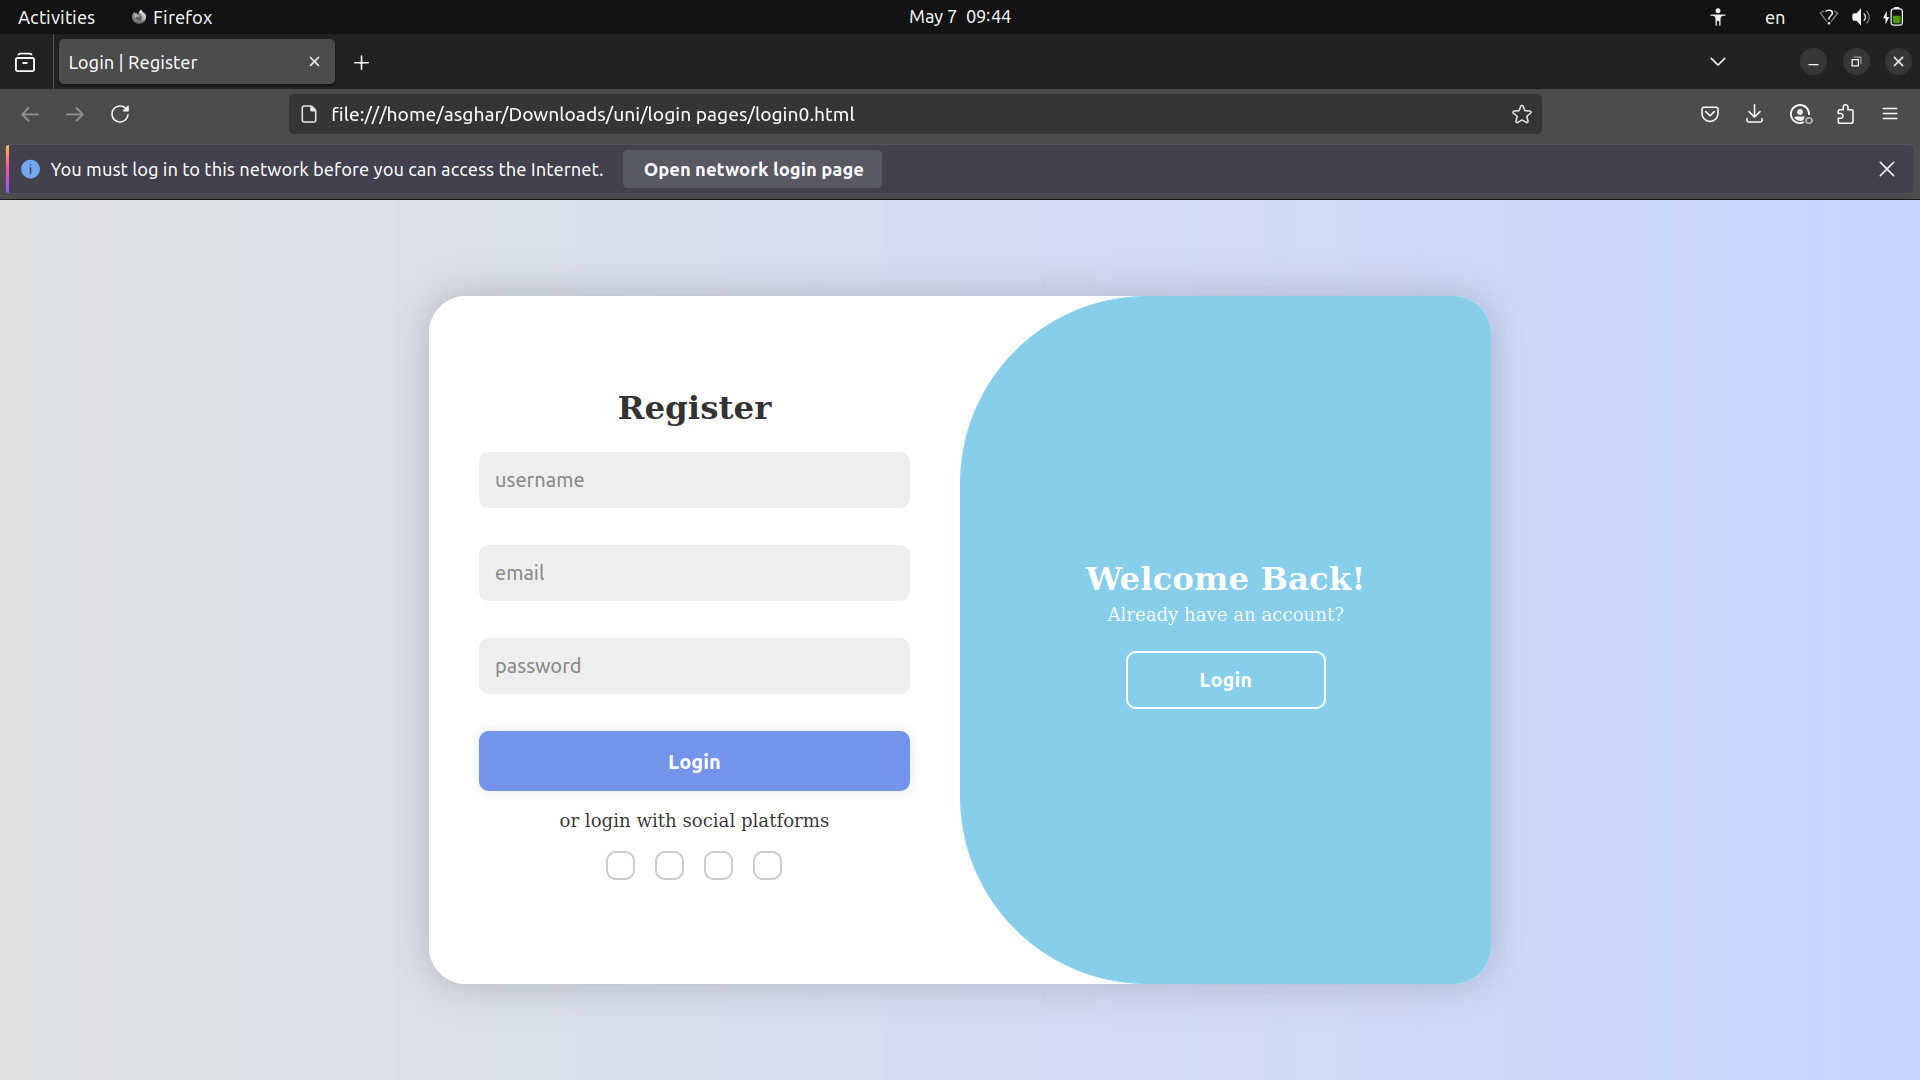 Activities
Firefox
May 7 09:44
en
Login | Register
file:///home/asghar/Downloads/uni/login pages/login0.html
You must log in to this network before you can access the Internet.
Open network login page
Register
username
email
password
Login
or login with social platforms
Welcome Back!
Already have an account?
Login